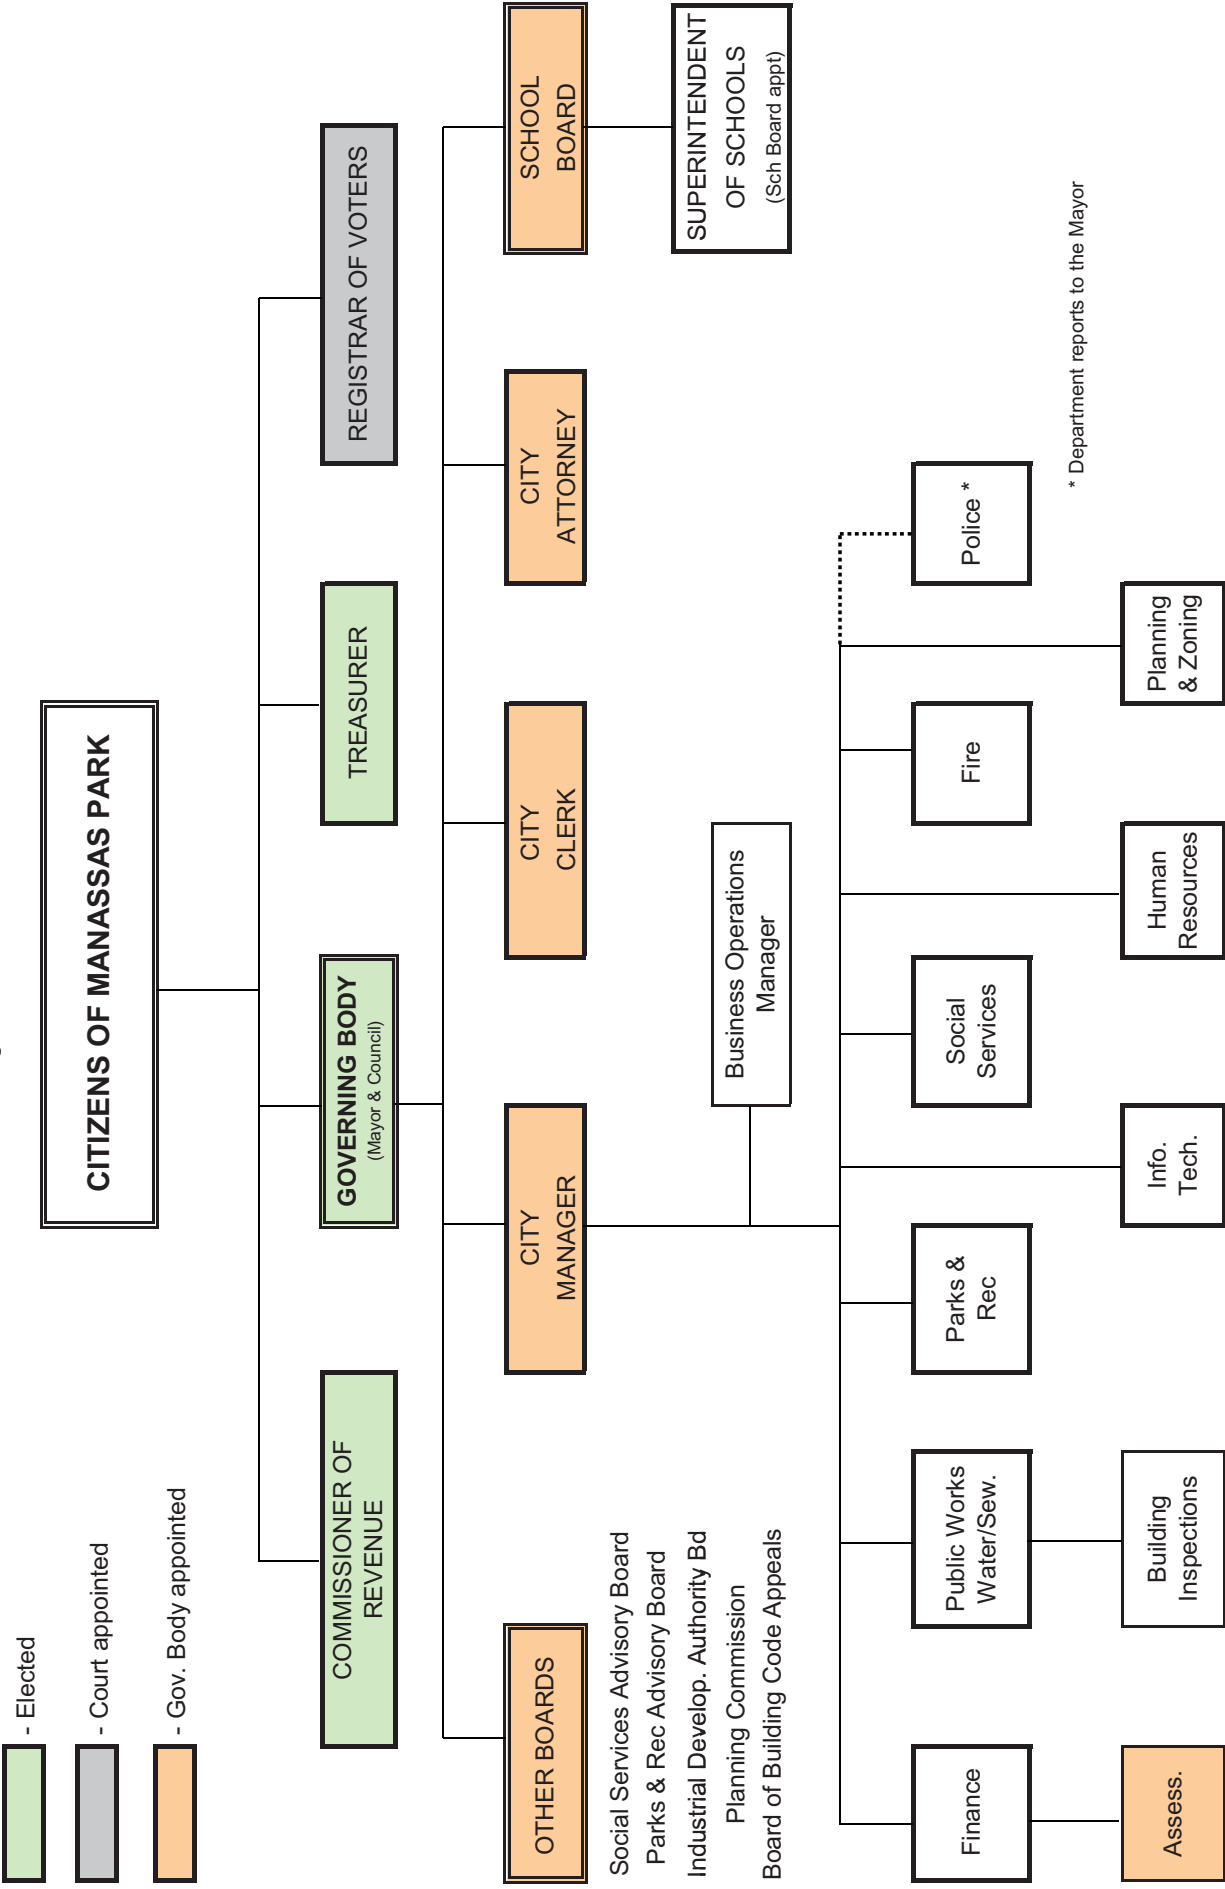 - Elected
- Court appointed
- Gov. Body appointed
CITIZENS OF MANASSAS PARK
COMMISSIONER OF
REVENUE
GOVERNING BODY
(Mayor & Council)
TREASURER
REGISTRAR OF VOTERS
OTHER BOARDS
Social Services Advisory Board
Parks & Rec Advisory Board
Industrial Develop. Authority Bd
Planning Commission
Board of Building Code Appeals
CITY
MANAGER
CITY
CLERK
CITY
ATTORNEY
SCHOOL
BOARD
SUPERINTENDENT
OF SCHOOLS
(Sch Board appt)
Business Operations
Manager
Finance
Public Works
Water/Sew.
Parks &
Rec
Social
Services
Fire
Police *
* Department reports to the Mayor
Assess.
Building
Inspections
Info.
Tech.
Human
Resources
Planning
& Zoning